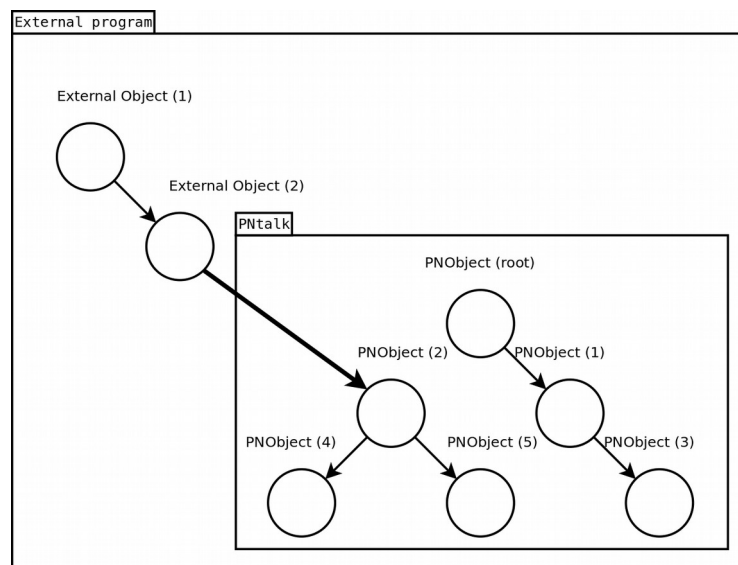 External program
External Object (1)
External Object (2)
PNtalk
PNObject (root)
PNObject (2)
PNObject (1)
PNObject (4)
PNObject (5)
PNObject (3)